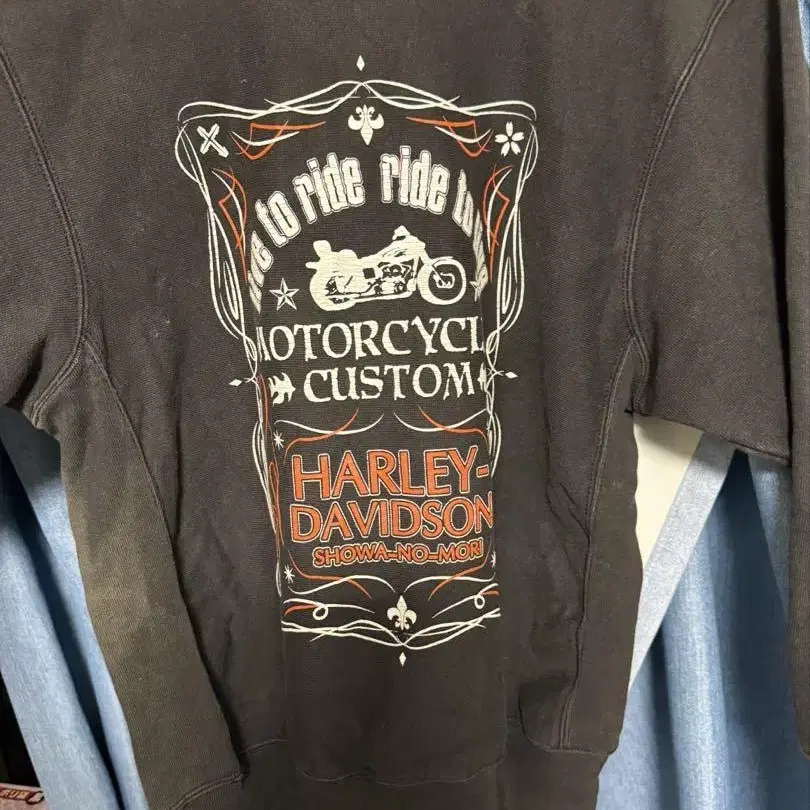 to ride ride to
MOTORCYCL
CUSTOM
HARLEY-
DAVIDSON
SHOWA-NO-MORI